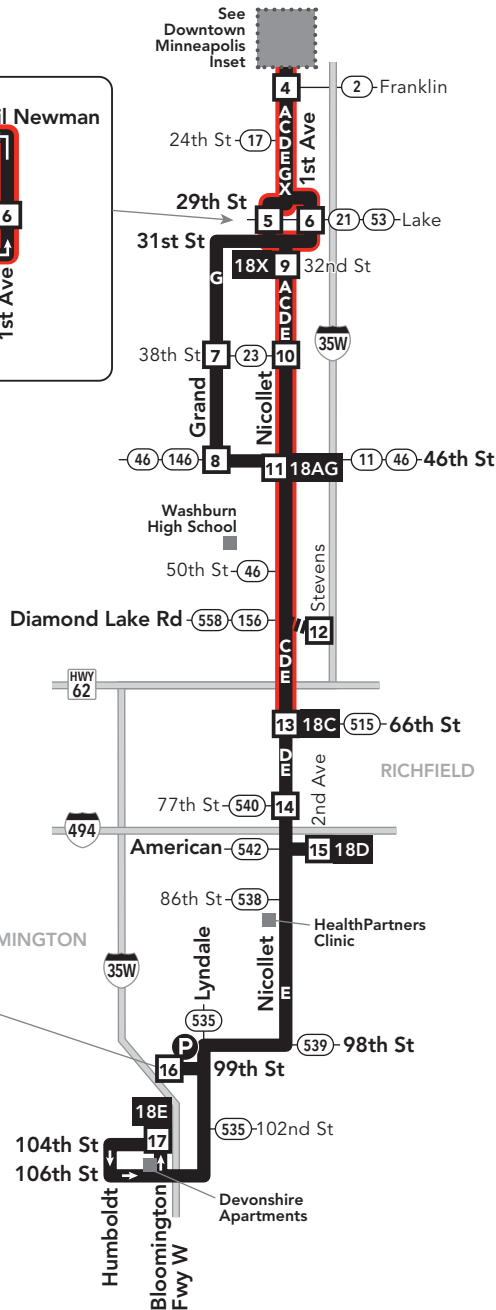 See
Downtown
Minneapolis
Inset
4
2
Franklin
A
C
D
E
G
X
1st Ave
24th St
17
Newman
6
1st Ave
29th St
5
6
21
53
Lake
31st St
18X
9
32nd St
G
A
C
D
E
35W
38th St
7
23
10
Grand
Nicollet
46
146
8
11
18AG
11
46
46th St
Washburn
High School
50th St
46
Stevens
Diamond Lake Rd
558
156
12
C
D
E
HWY
62
13
18C
515
66th St
D
E
2nd Ave
RICHFIELD
77th St
540
14
494
American
542
15
18D
86th St
538
HealthPartners
Clinic
35W
Lyndale
Nicollet
E
535
P
539
98th St
16
99th St
18E
535
102nd St
104th St
17
106th St
Devonshire
Apartments
Humboldt
Bloomington
Fwy W